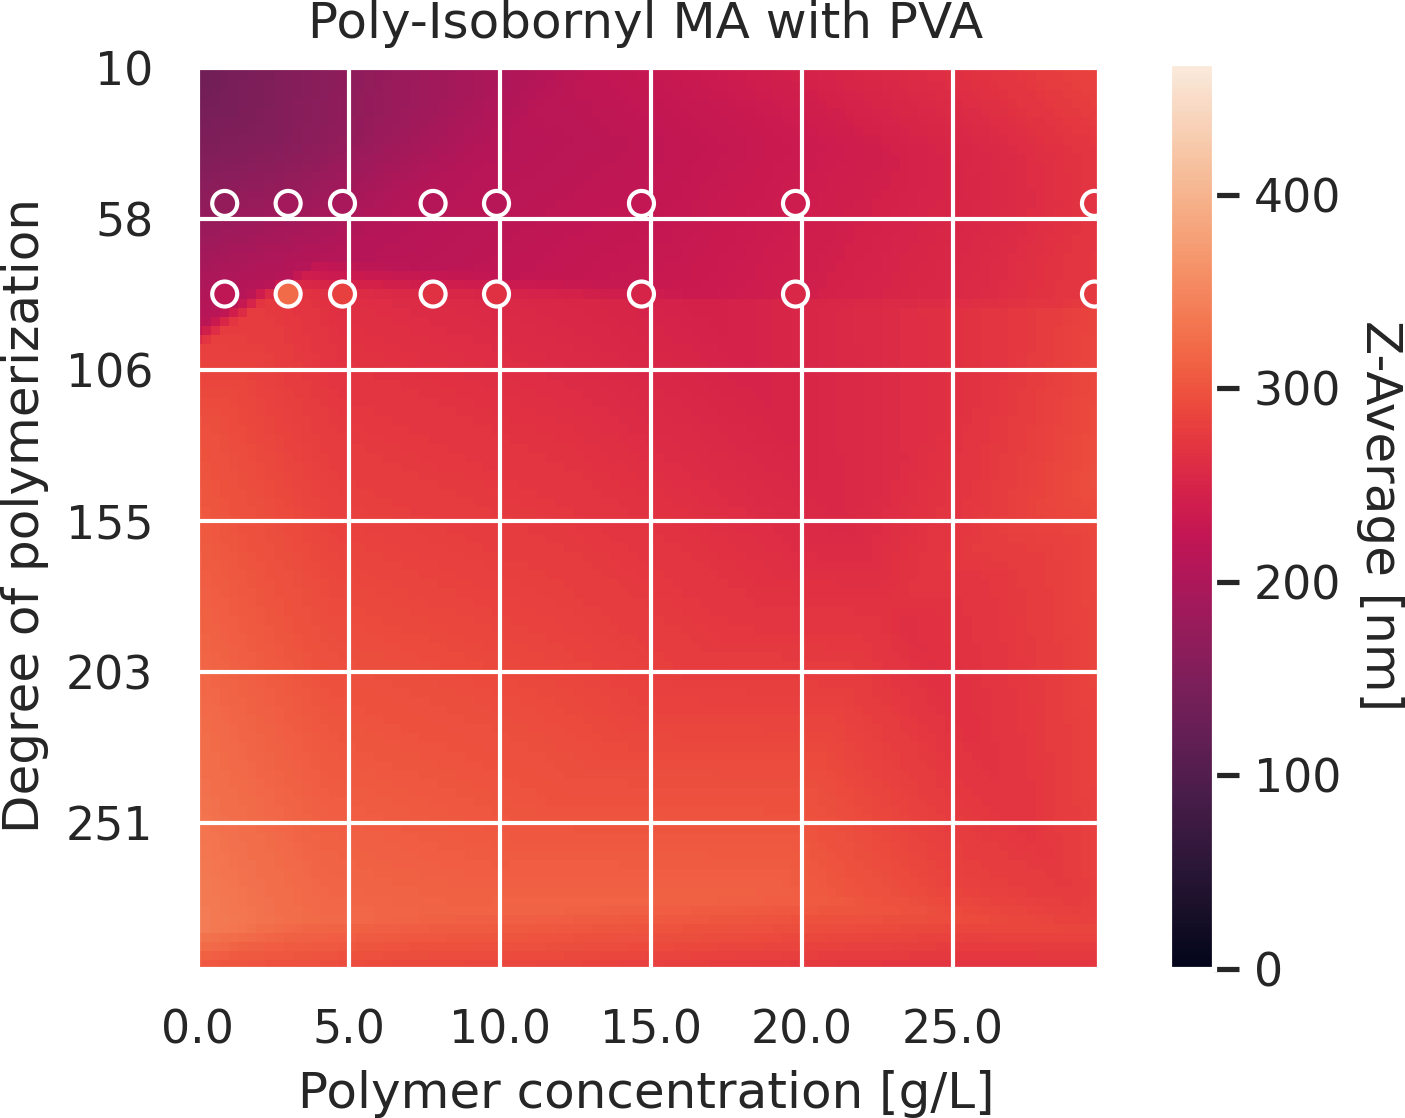 Poly-Isobornyl MA with PVA
10
58
106
155
203
251
Degree of polymerization
0.0 5.0 10.0 15.0 20.0 25.0
Polymer concentration [g/L]
400
300
200
100
0
Z-Average [nm]